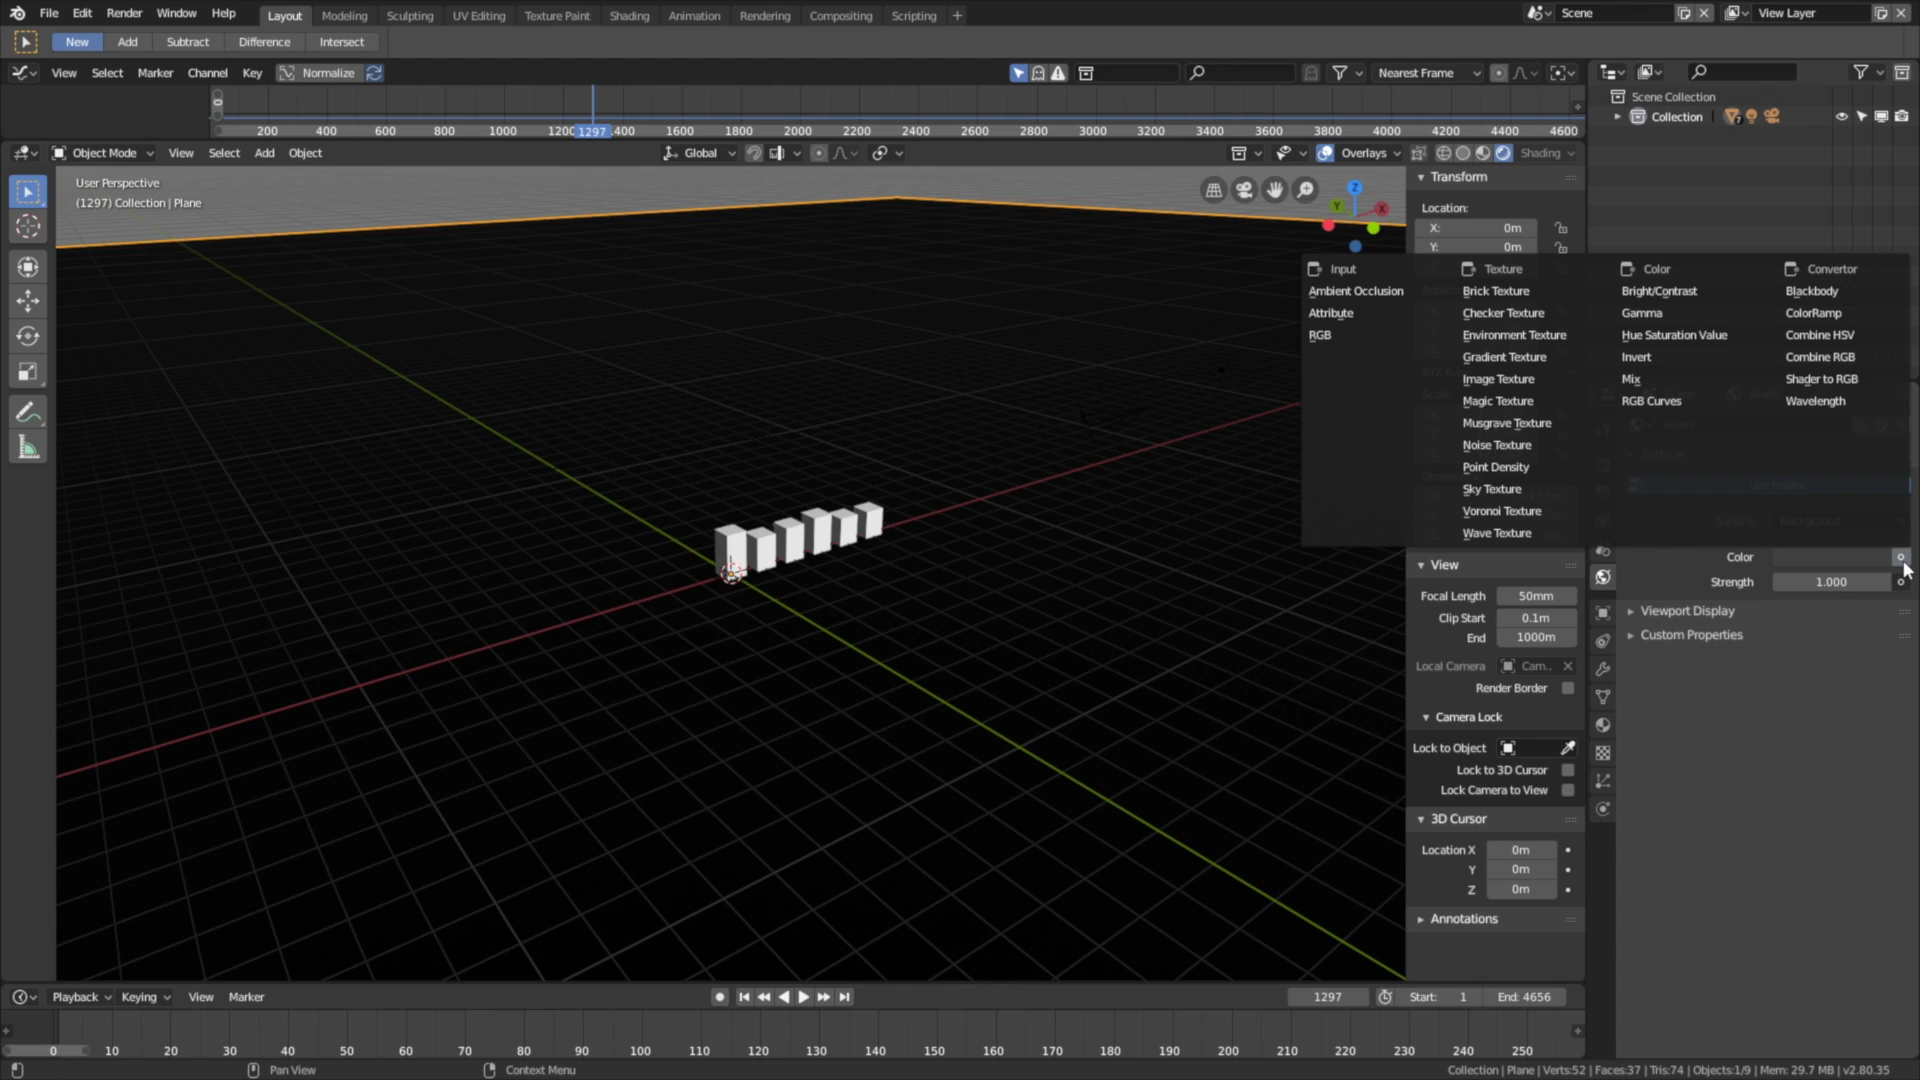 File Edit Render Window Help Layout Modeling Sculpting UV Editing Texture Paint Shading Animation Rendering Compositing Scripting + Scene View Layer
New Add Subtract Difference Intersect
View Select Marker Channel Key Normalize Nearest Frame
Scene Collection
Collection
200 400 600 800 1000 1200 1297 400 1600 1800 2000 2200 2400 2600 2800 3000 3200 3400 3600 3800 4000 4200 4400 4600
Object Mode View Select Add Object Global Overlays Shading
User Perspective
(1297) Collection | Plane
Z
Y
X
Transform
Location:
X: 0m
Y: 0m
Input
Ambient Occlusion
Attribute
RGB
Texture
Brick Texture
Checker Texture
Environment Texture
Gradient Texture
Image Texture
Magic Texture
Musgrave Texture
Noise Texture
Point Density
Sky Texture
Voronoi Texture
Wave Texture
Color
Bright/Contrast
Gamma
Hue Saturation Value
Invert
Mix
RGB Curves
Convertor
Blackbody
ColorRamp
Combine HSV
Combine RGB
Shader to RGB
Wavelength
Surface Background
Color
Strength 1.000
Viewport Display
Custom Properties
View
Focal Length 50mm
Clip Start 0.1m
End 1000m
Local Camera Cam..
Render Border
Camera Lock
Lock to Object
Lock to 3D Cursor
Lock Camera to View
3D Cursor
Location X 0m
Y 0m
Z 0m
Annotations
Playback Keying View Marker 1297 Start: 1 End: 4656
0 10 20 30 40 50 60 70 80 90 100 110 120 130 140 150 160 170 180 190 200 210 220 230 240 250
Pan View Context Menu Collection | Plane | Verts:52 | Faces:37 | Tris:74 | Objects:1/9 | Mem: 29.7 MB | v2.80.35